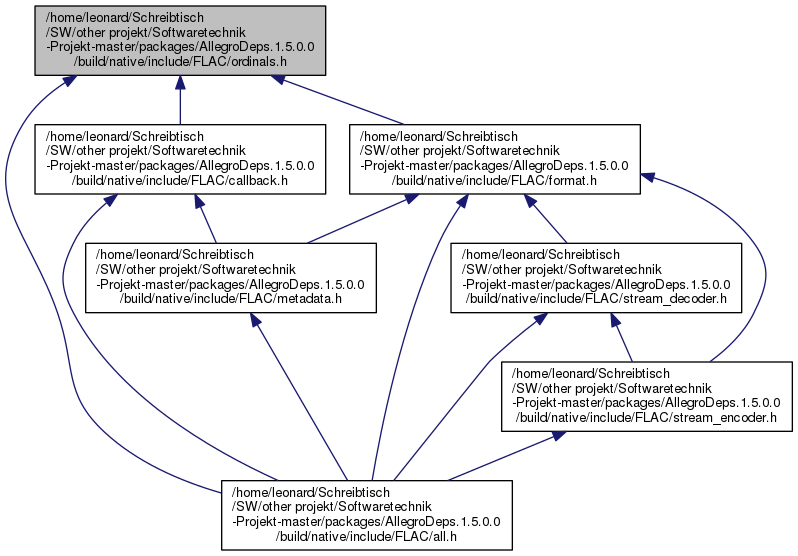 /home/leonard/Schreibtisch
/SW/other projekt/Softwaretechnik
-Projekt-master/packages/AllegroDeps.1.5.0.0
/build/native/include/FLAC/ordinals.h
/home/leonard/Schreibtisch
/SW/other projekt/Softwaretechnik
-Projekt-master/packages/AllegroDeps.1.5.0.0
/build/native/include/FLAC/callback.h
/home/leonard/Schreibtisch
/SW/other projekt/Softwaretechnik
-Projekt-master/packages/AllegroDeps.1.5.0.0
/build/native/include/FLAC/format.h
/home/leonard/Schreibtisch
/SW/other projekt/Softwaretechnik
-Projekt-master/packages/AllegroDeps.1.5.0.0
/build/native/include/FLAC/metadata.h
/home/leonard/Schreibtisch
/SW/other projekt/Softwaretechnik
-Projekt-master/packages/AllegroDeps.1.5.0.0
/build/native/include/FLAC/stream_decoder.h
/home/leonard/Schreibtisch
/SW/other projekt/Softwaretechnik
-Projekt-master/packages/AllegroDeps.1.5.0.0
/build/native/include/FLAC/stream_encoder.h
/home/leonard/Schreibtisch
/SW/other projekt/Softwaretechnik
-Projekt-master/packages/AllegroDeps.1.5.0.0
/build/native/include/FLAC/all.h